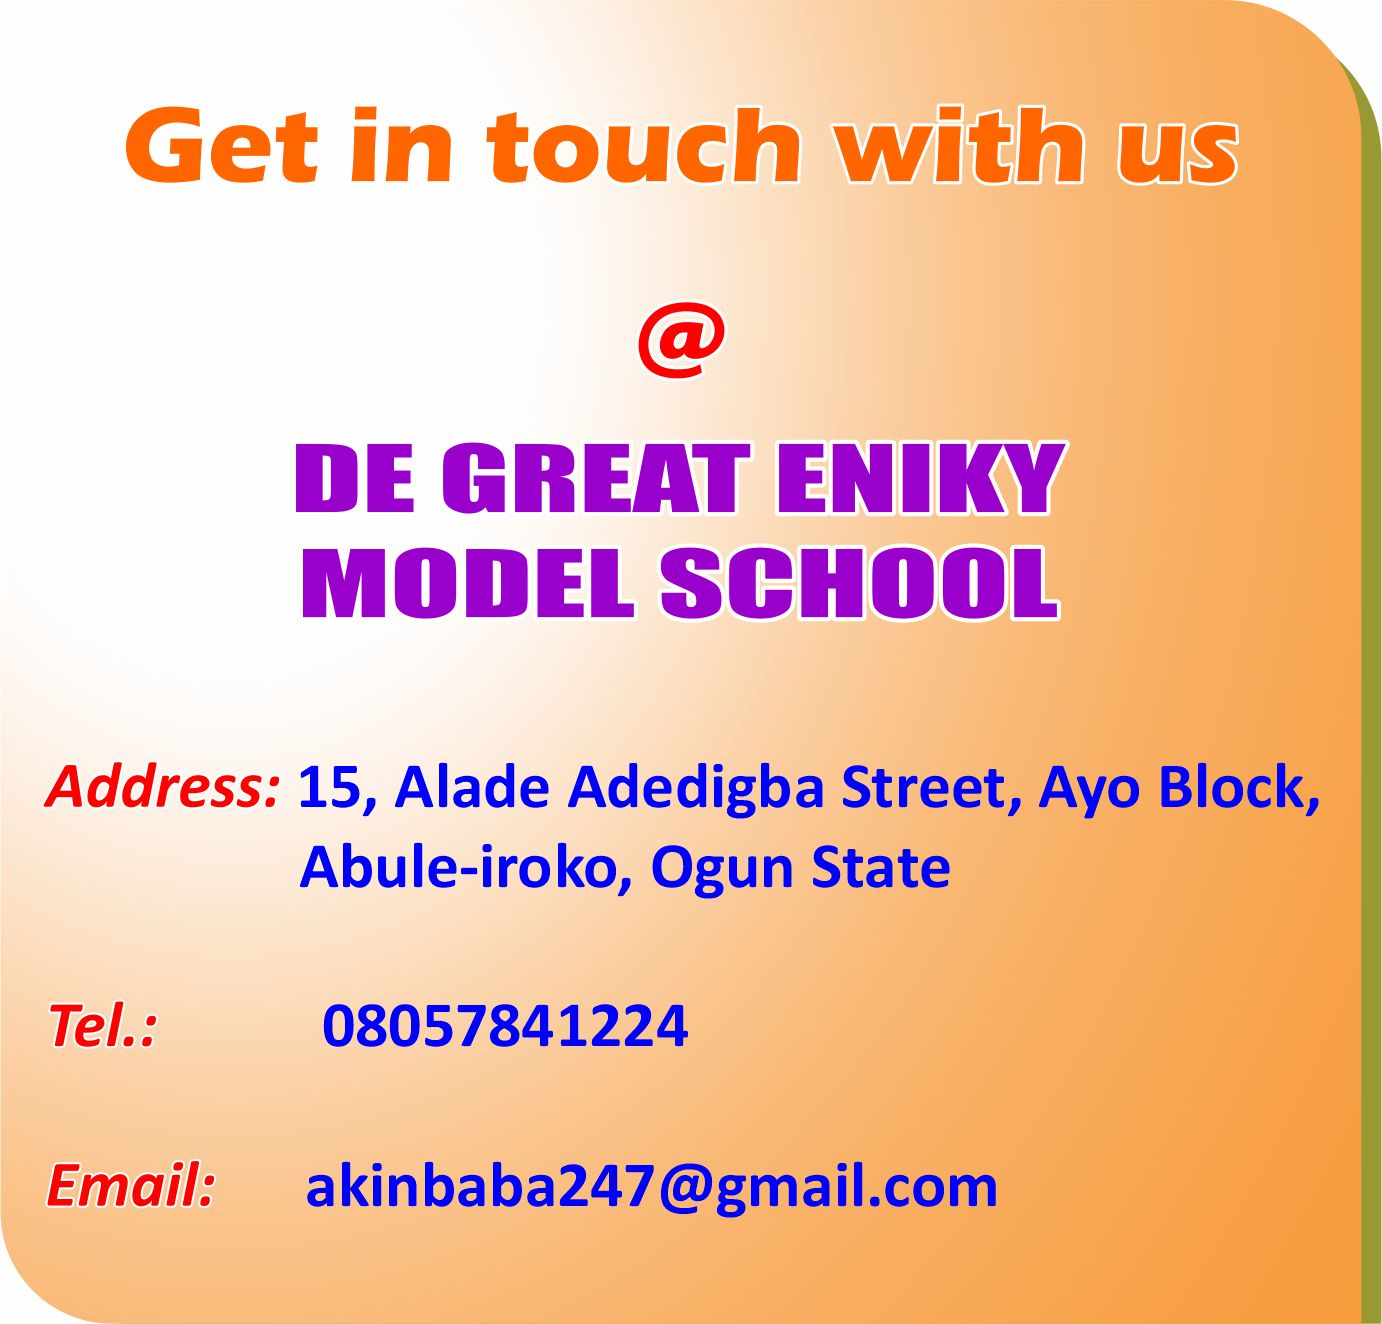 Get in touch with us
@
DE GREAT ENIKY
MODEL SCHOOL
Address: 15, Alade Adedigba Street, Ayo Block,
Abule-iroko, Ogun State
Tel.: 08057841224
Email: akinbaba247@gmail.com